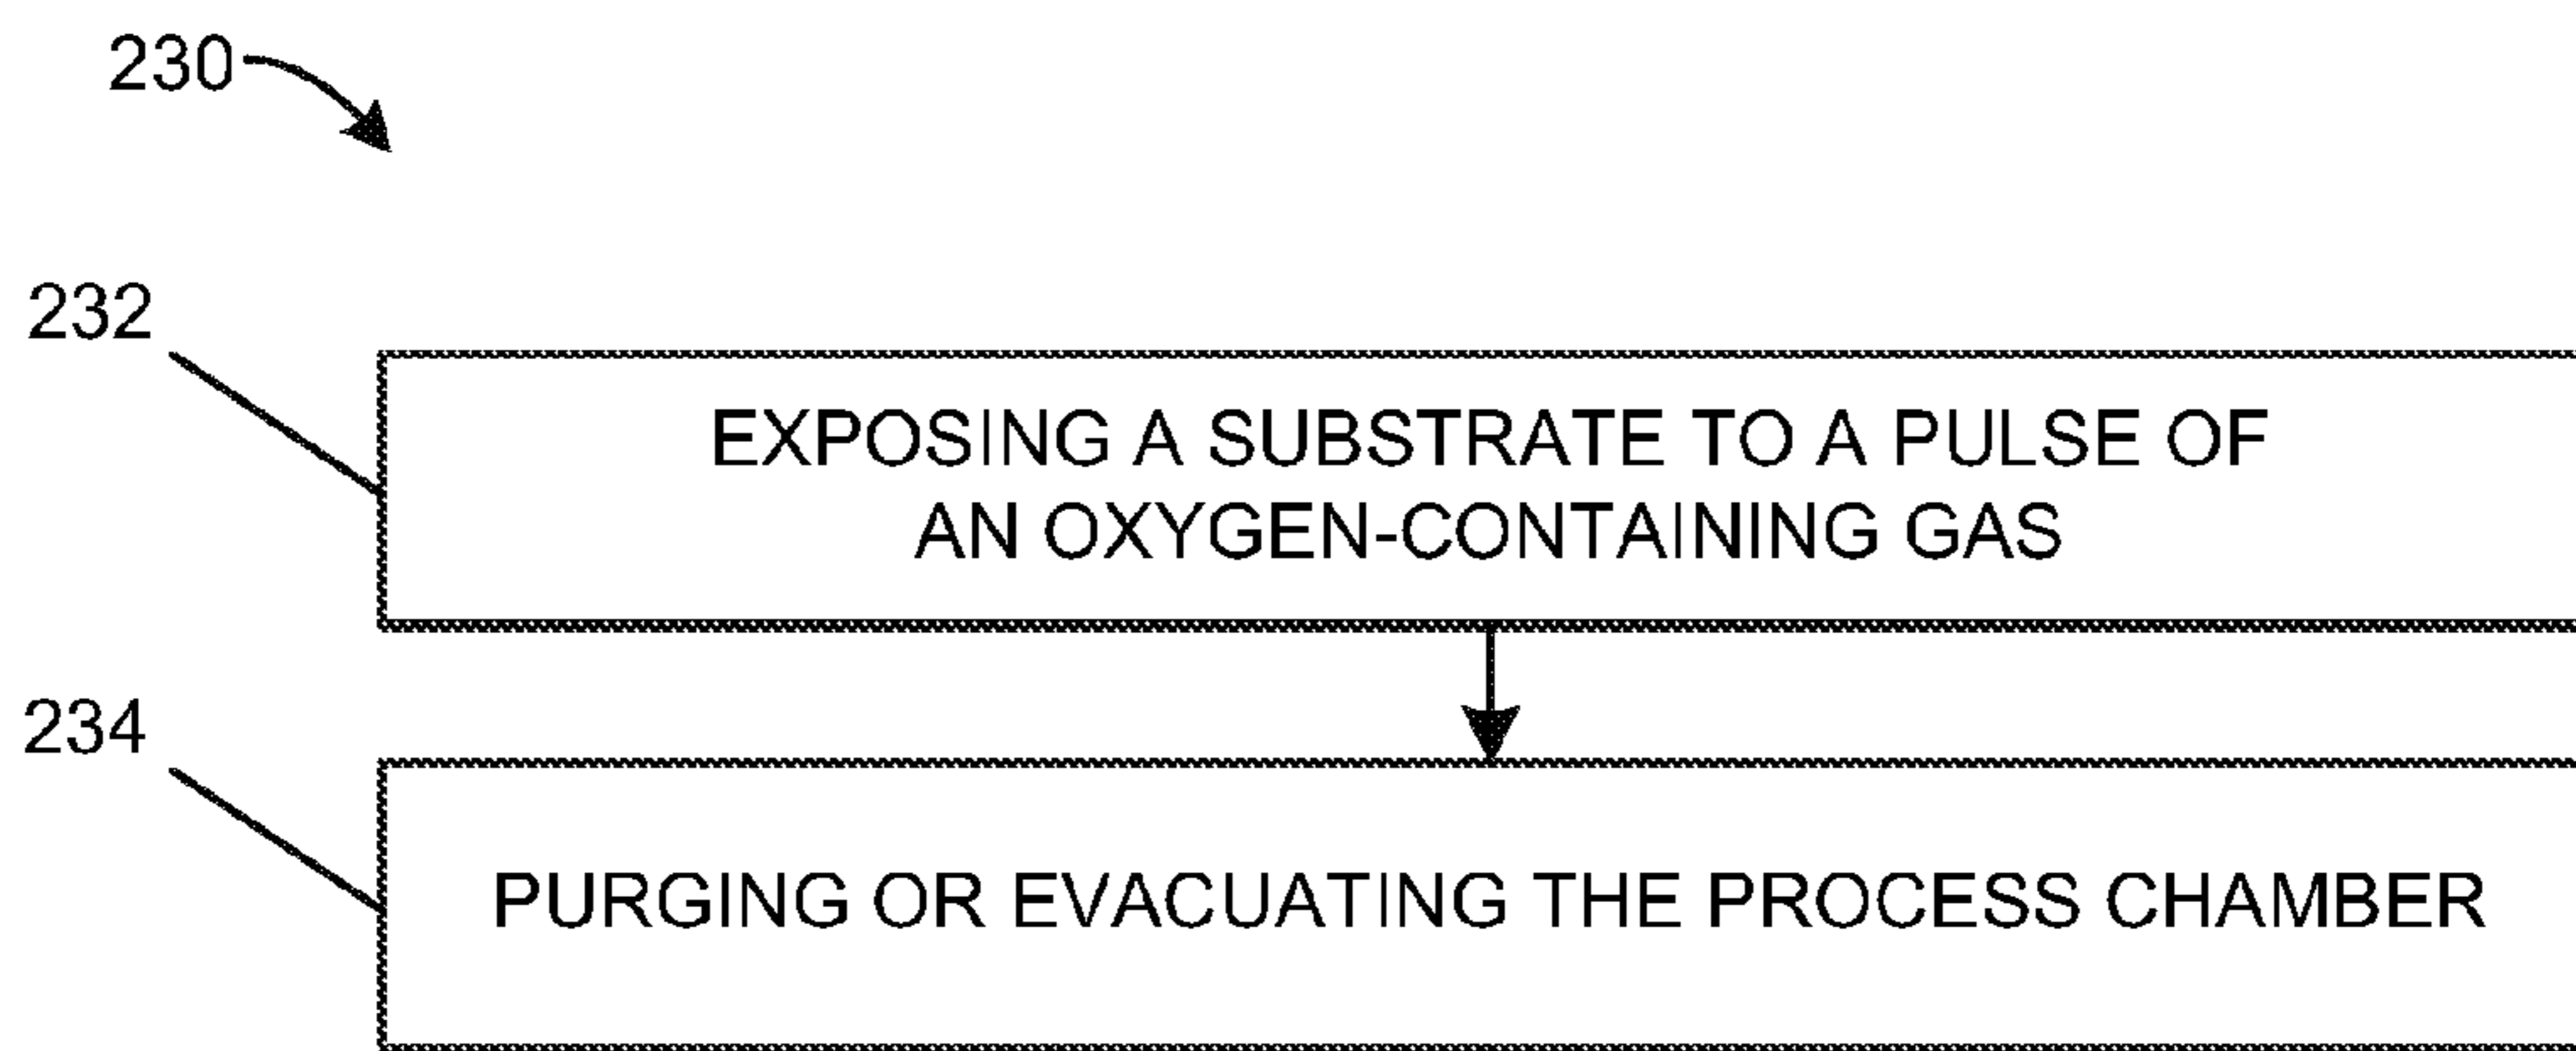 230
232
EXPOSING A SUBSTRATE TO A PULSE OF
AN OXYGEN-CONTAINING GAS
234
PURGING OR EVACUATING THE PROCESS CHAMBER